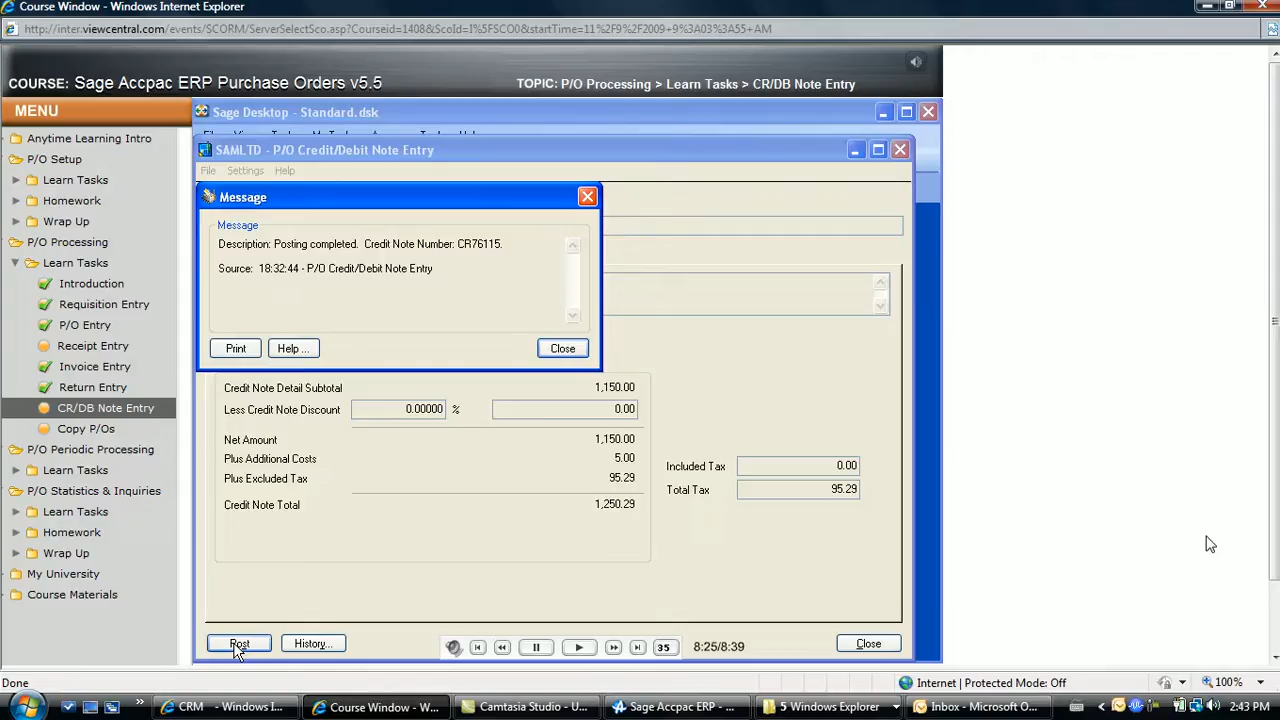 Course Window - Windows Internet Explorer
http://inter.viewcentral.com/events/SCORM/ServerSelectSco.asp?Courseid=1408&ScoId=I%5FSCO0&startTime=11%2F9%2F2009+9%3A03%3A55+AM
COURSE: Sage Accpac ERP Purchase Orders v5.5
TOPIC: P/O Processing > Learn Tasks > CR/DB Note Entry
MENU
Anytime Learning Intro
P/O Setup
Learn Tasks
Homework
Wrap Up
P/O Processing
Learn Tasks
Introduction
Requisition Entry
P/O Entry
Receipt Entry
Invoice Entry
Return Entry
CR/DB Note Entry
Copy P/Os
P/O Periodic Processing
Learn Tasks
P/O Statistics & Inquiries
Learn Tasks
Homework
Wrap Up
My University
Course Materials
Sage Desktop - Standard.dsk
SAMLTD - P/O Credit/Debit Note Entry
File Settings Help
Message
Message
Description: Posting completed. Credit Note Number: CR76115.
Source: 18:32:44 - P/O Credit/Debit Note Entry
Print Help ... Close
Credit Note Detail Subtotal 1,150.00
Less Credit Note Discount 0.00000 % 0.00
Net Amount 1,150.00
Plus Additional Costs 5.00
Included Tax 0.00
Plus Excluded Tax 95.29
Total Tax 95.29
Credit Note Total 1,250.29
Post History... 35 8:25/8:39 Close
Done
Internet | Protected Mode: Off
100%
CRM - Windows I...
Course Window - W...
Camtasia Studio - U...
Sage Accpac ERP - ...
5 Windows Explorer
Inbox - Microsoft O...
2:43 PM